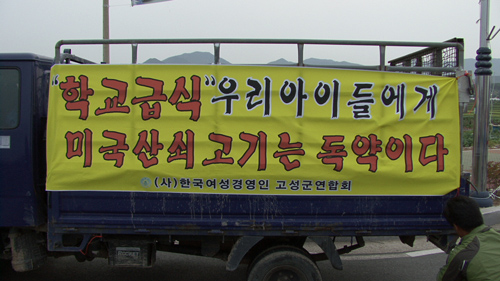 “학교급식” 우리아이들에게
미국산쇠고기는 독약이다
(사)한국여성경영인 고성군연합회